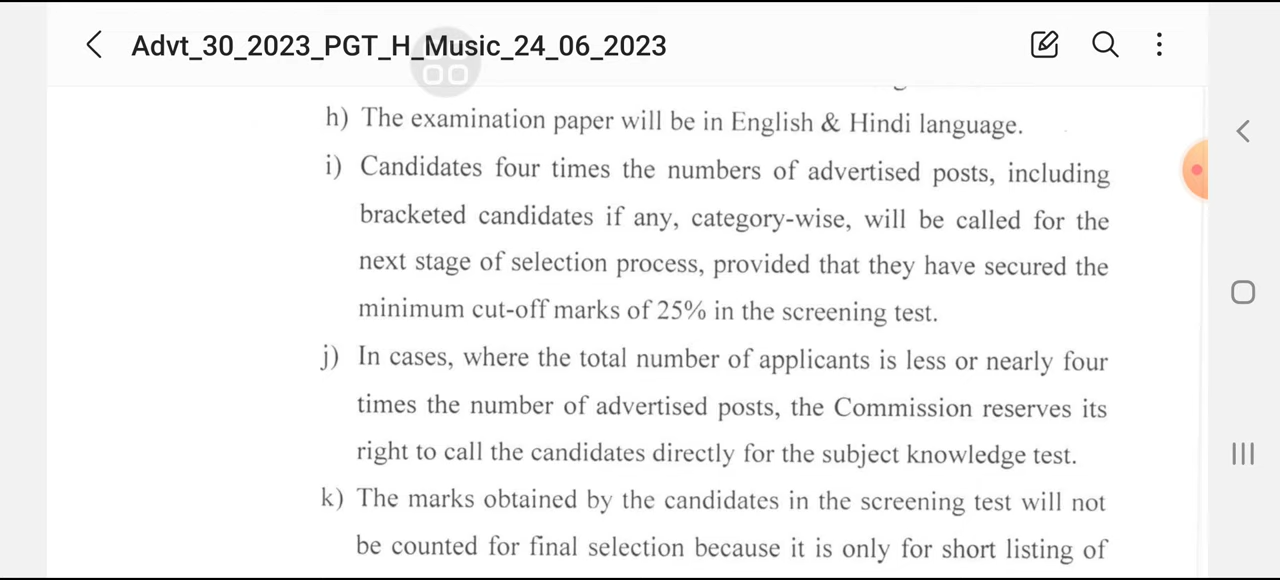 Advt_30_2023_PGT_H_Music_24_06_2023
h) The examination paper will be in English & Hindi language.
i) Candidates four times the numbers of advertised posts, including
bracketed candidates if any, category-wise, will be called for the
next stage of selection process, provided that they have secured the
minimum cut-off marks of 25% in the screening test.
j) In cases, where the total number of applicants is less or nearly four
times the number of advertised posts, the Commission reserves its
right to call the candidates directly for the subject knowledge test.
k) The marks obtained by the candidates in the screening test will not
be counted for final selection because it is only for short listing of